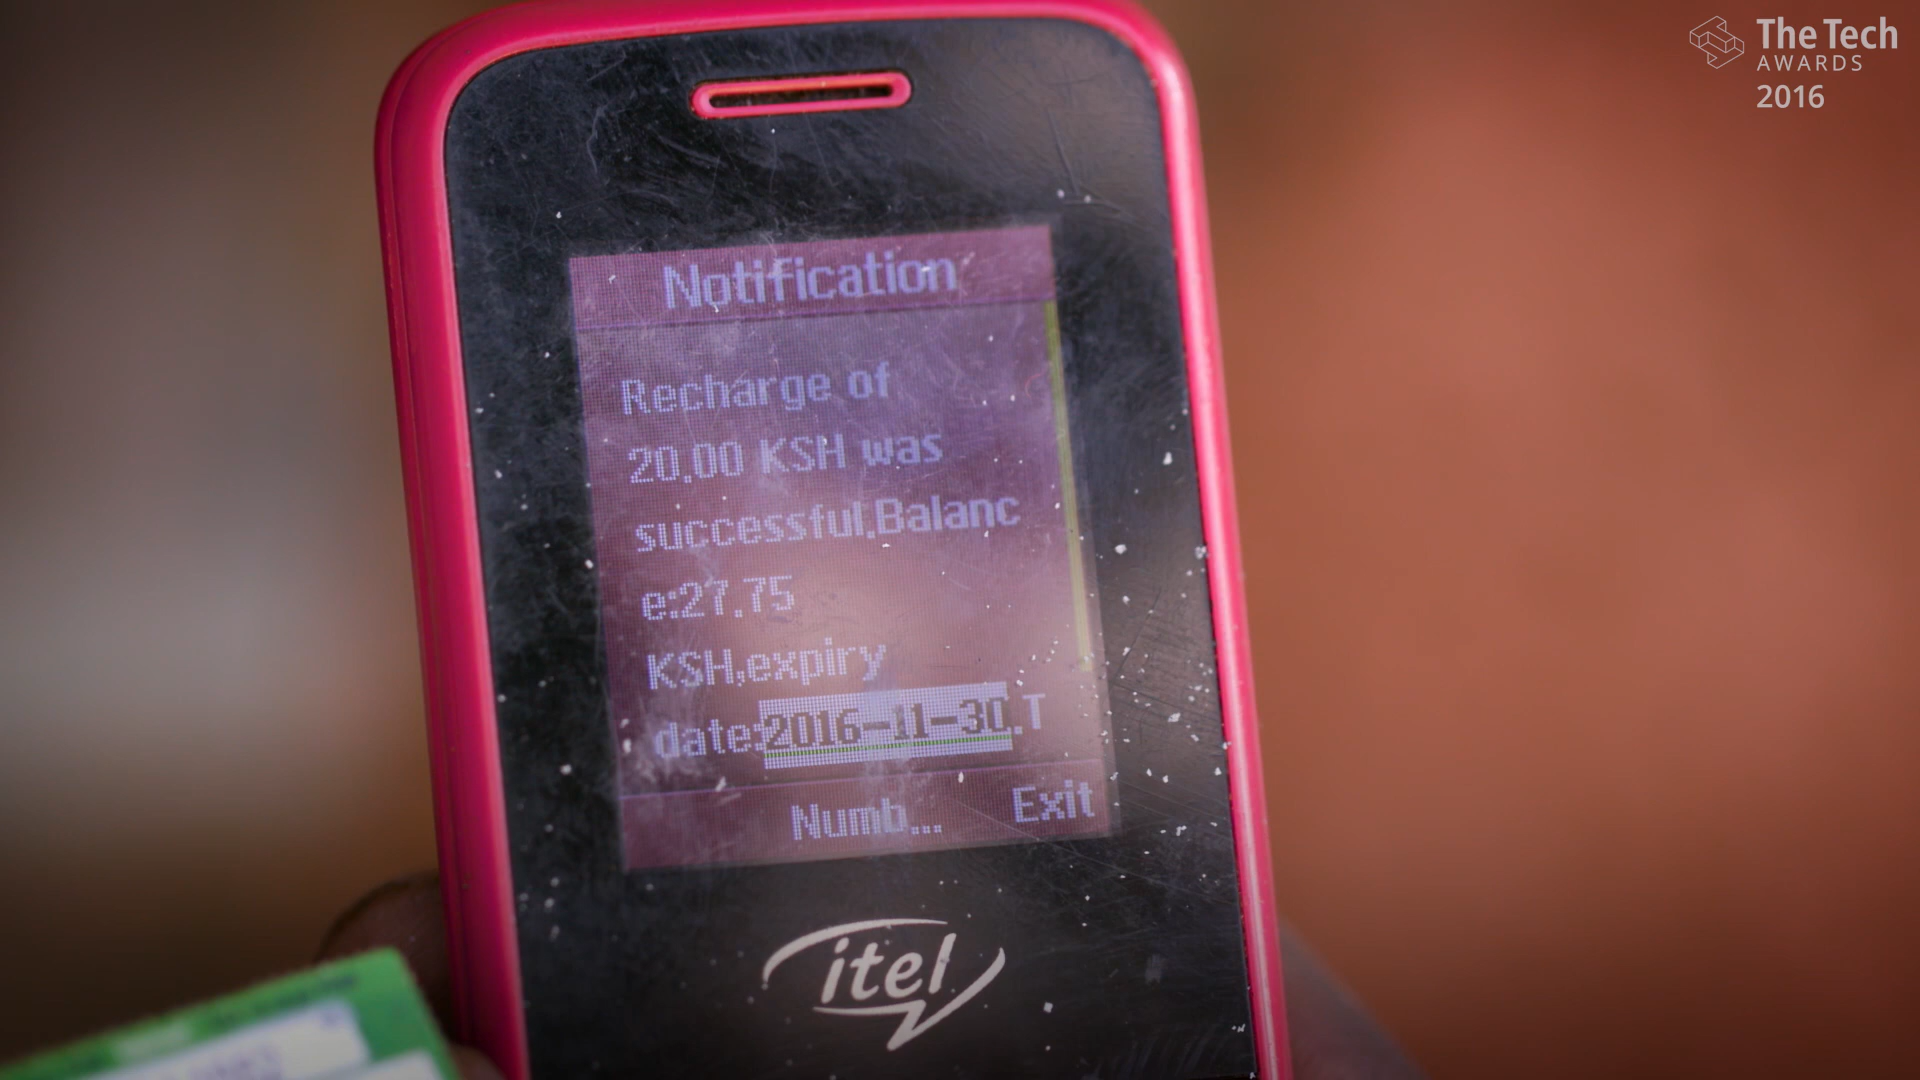 The Tech
AWARDS
2016
Notification
Recharge of
20.00 KSH was
successful.Balanc
e:27.75
KSH,expiry
date:2016-11-30.T
Numb...
Exit
itel